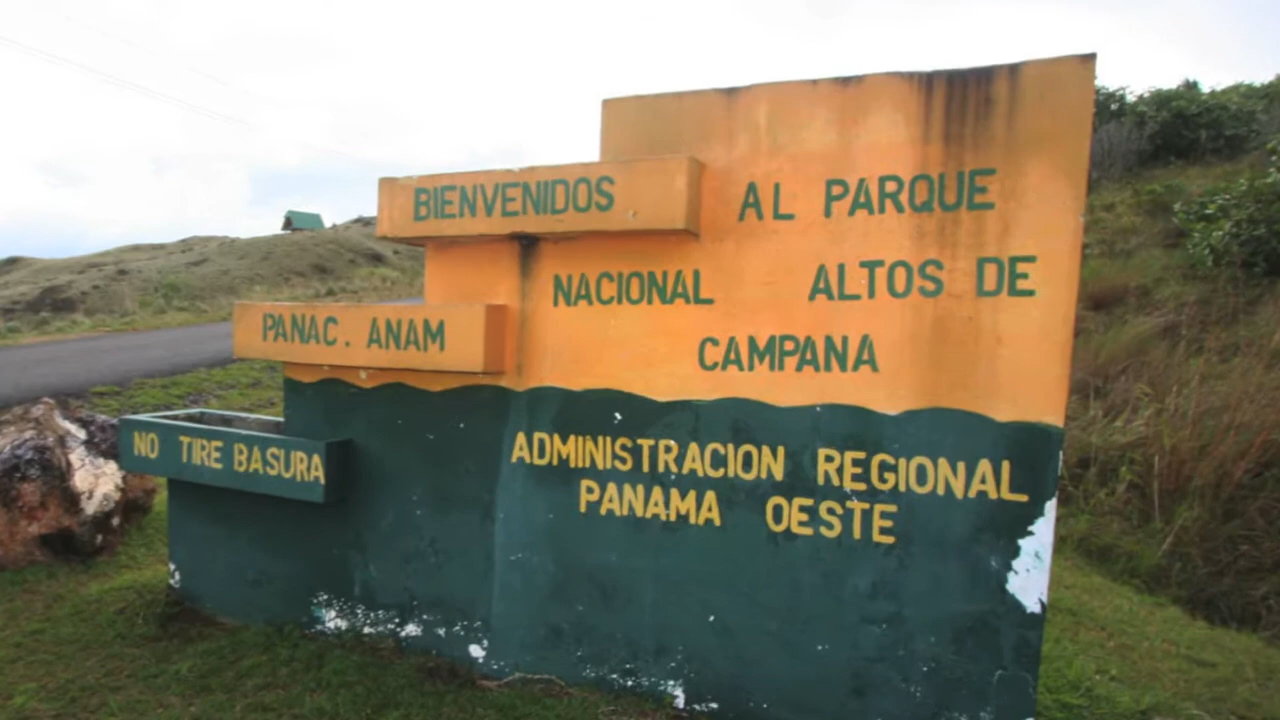 BIENVENIDOS AL PARQUE
NACIONAL ALTOS DE
CAMPANA
PANAC. ANAM
NO TIRE BASURA
ADMINISTRACION REGIONAL
PANAMA OESTE